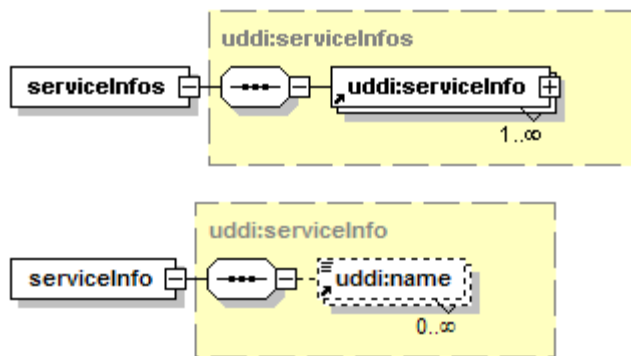 uddi:serviceInfos
serviceInfos
uddi:serviceInfo
1..∞
uddi:serviceInfo
serviceInfo
uddi:name
0..∞